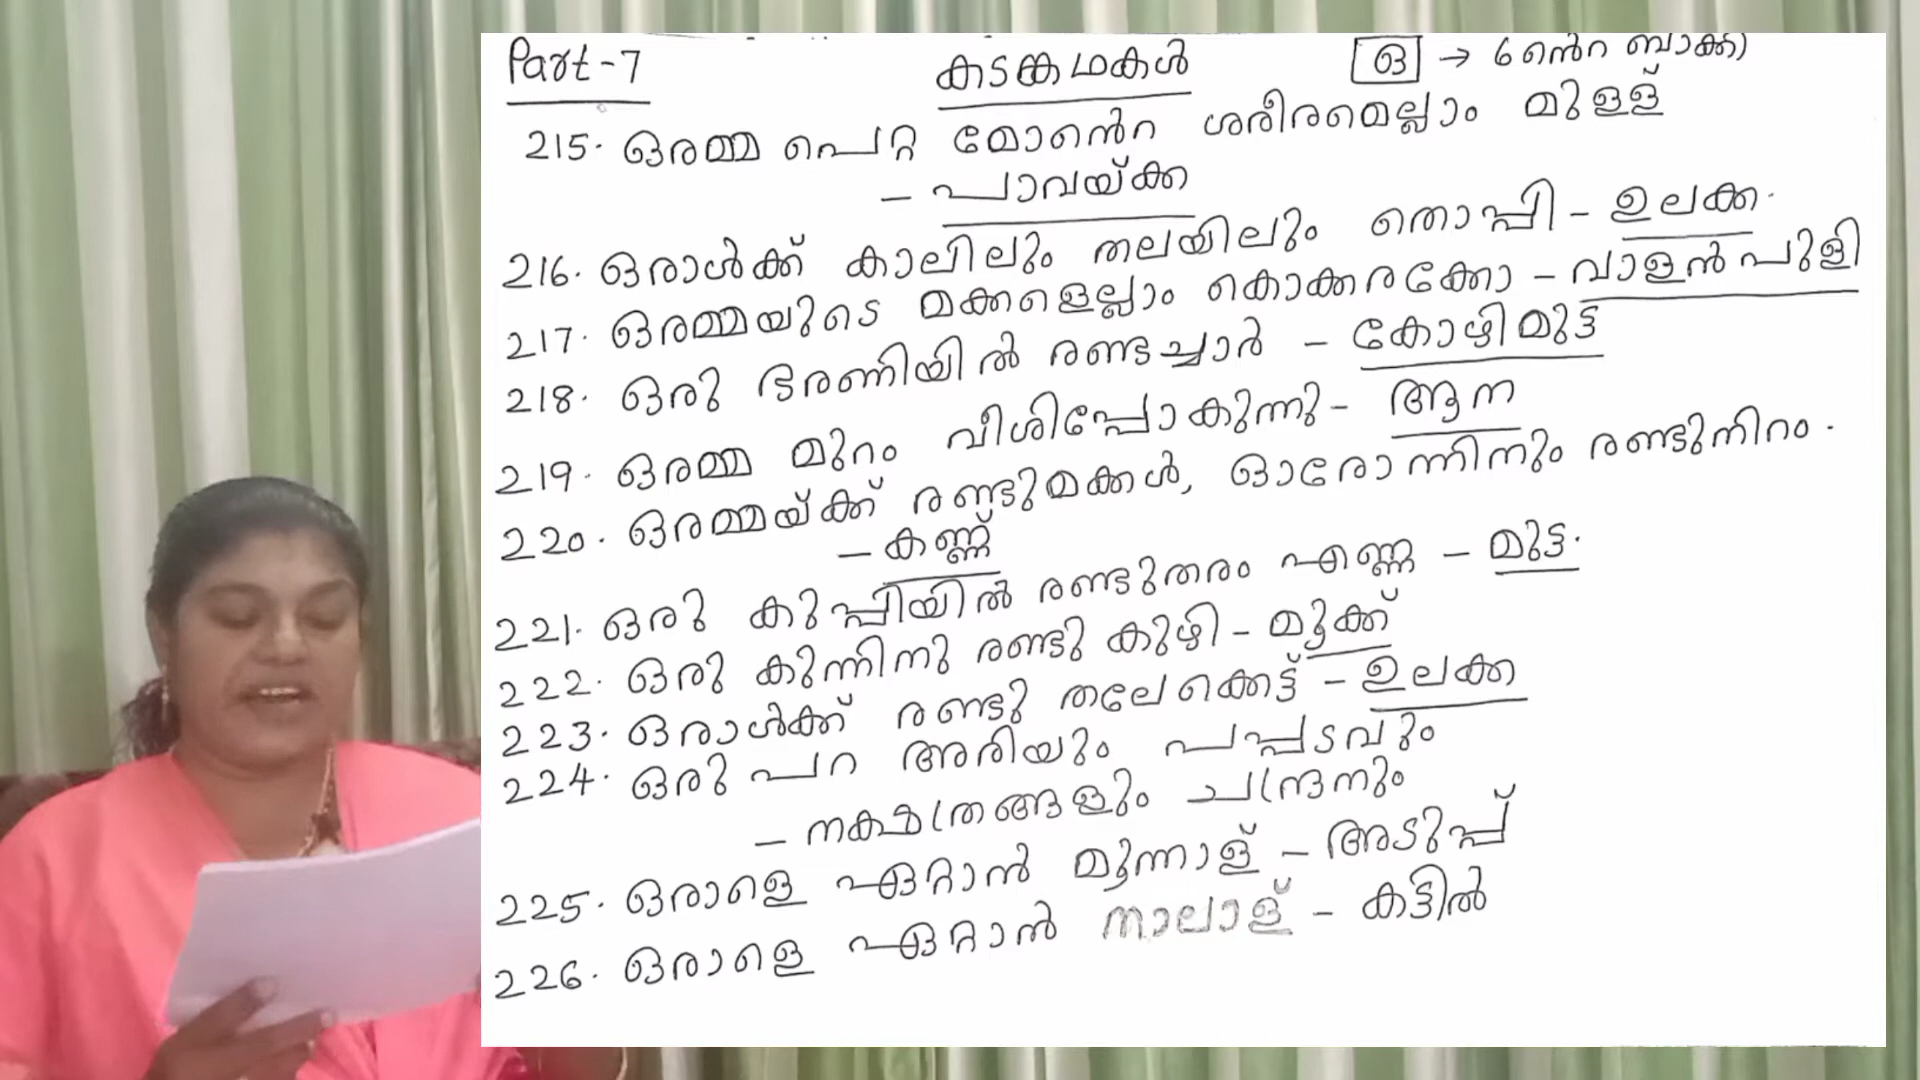 Part-7 കടങ്കഥകൾ ഒ → 6 ൻെറ ബാക്കി
215. ഒരമ്മ പെറ്റ മോൻെറ ശരീരമെല്ലാം മുള്ള്
– പാവയ്ക്ക
216. ഒരാൾക്ക് കാലിലും തലയിലും തൊപ്പി – ഉലക്ക.
217. ഒരമ്മയുടെ മക്കളെല്ലാം കൊക്കരക്കോ – വാളൻപുളി
218. ഒരു ഭരണിയിൽ രണ്ടച്ചാർ – കോഴിമുട്ട
219. ഒരമ്മ മുറം വീശിപ്പോകുന്നു – ആന
220. ഒരമ്മയ്ക്ക് രണ്ടുമക്കൾ, ഓരോന്നിനും രണ്ടുനിറം.
– കണ്ണ്
221. ഒരു കുപ്പിയിൽ രണ്ടുതരം എണ്ണ – മുട്ട.
222. ഒരു കുന്നിനു രണ്ടു കുഴി – മൂക്ക്
223. ഒരാൾക്ക് രണ്ടു തലേക്കെട്ട് – ഉലക്ക
224. ഒരു പറ അരിയും പപ്പടവും
– നക്ഷത്രങ്ങളും ചന്ദ്രനും
225. ഒരാളെ ഏറ്റാൻ മൂന്നാള് – അടുപ്പ്
226. ഒരാളെ ഏറ്റാൻ നാലാള് – കട്ടിൽ